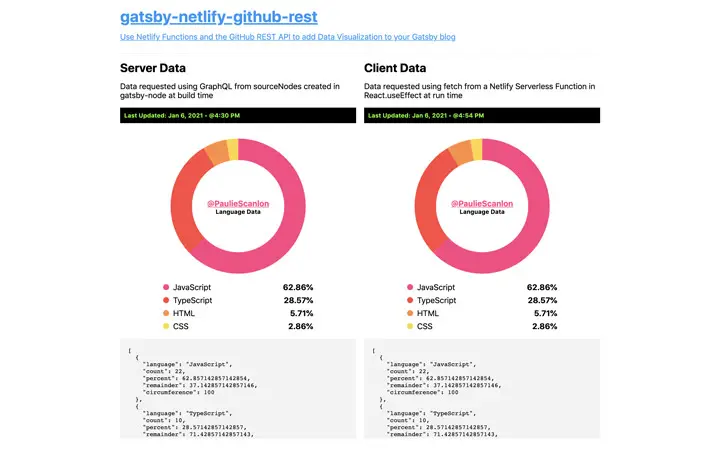 gatsby-netlify-github-rest
Use Netlify Functions and the GitHub REST API to add Data Visualization to your Gatsby blog
Server Data
Data requested using GraphQL from sourceNodes created in
gatsby-node at build time
Last Updated: Jan 6, 2021 • @4:30 PM
@PaulieScanlon
Language Data
JavaScript 62.86%
TypeScript 28.57%
HTML 5.71%
CSS 2.86%
[
{
"language": "JavaScript",
"count": 22,
"percent": 62.857142857142854,
"remainder": 37.142857142857146,
"circumference": 100
},
{
"language": "TypeScript",
"count": 10,
"percent": 28.57142857142857,
"remainder": 71.42857142857143,
Client Data
Data requested using fetch from a Netlify Serverless Function in
React.useEffect at run time
Last Updated: Jan 6, 2021 • @4:54 PM
@PaulieScanlon
Language Data
JavaScript 62.86%
TypeScript 28.57%
HTML 5.71%
CSS 2.86%
[
{
"language": "JavaScript",
"count": 22,
"percent": 62.857142857142854,
"remainder": 37.142857142857146,
"circumference": 100
},
{
"language": "TypeScript",
"count": 10,
"percent": 28.57142857142857,
"remainder": 71.42857142857143,